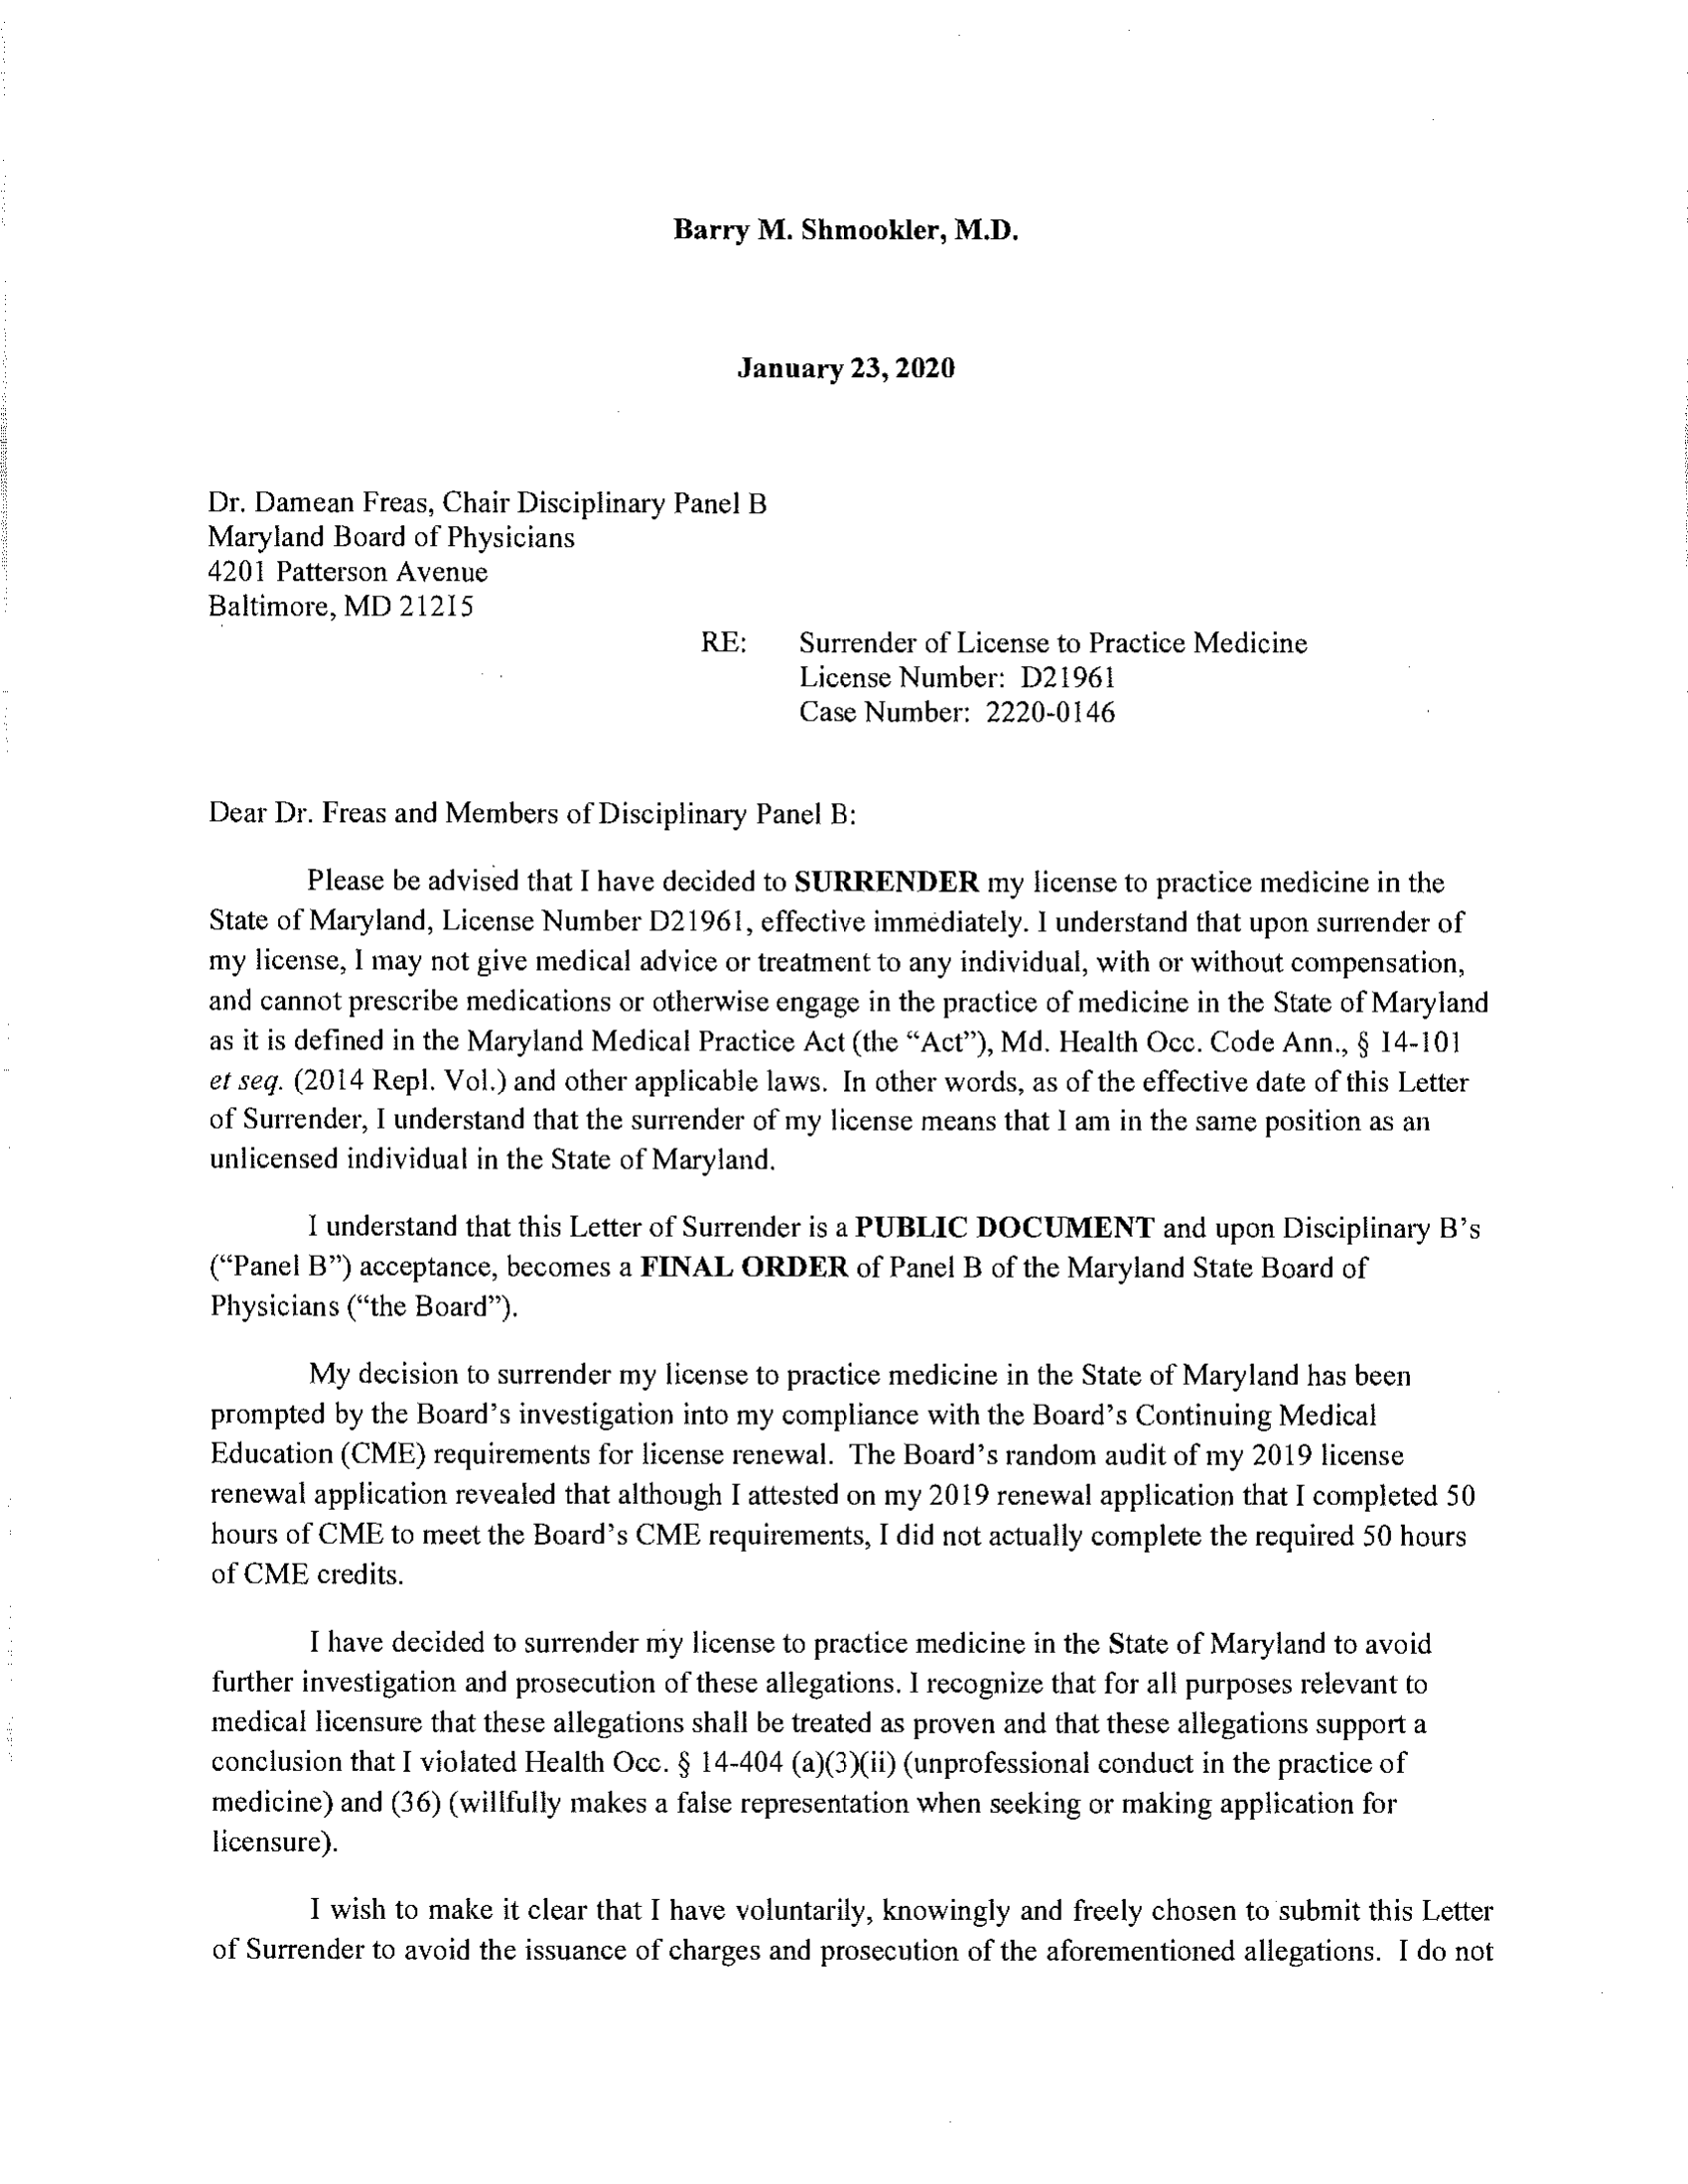 Barry M. Shmookler, M.D.
January 23, 2020
Dr. Damean Freas, Chair Disciplinary Panel B
Maryland Board of Physicians
4201 Patterson Avenue
Baltimore, MD 21215
RE: Surrender of License to Practice Medicine
License Number: D21961
Case Number: 2220-0146
Dear Dr. Freas and Members of Disciplinary Panel B:
Please be advised that I have decided to SURRENDER my license to practice medicine in the
State of Maryland, License Number D21961, effective immediately. I understand that upon surrender of
my license, I may not give medical advice or treatment to any individual, with or without compensation,
and cannot prescribe medications or otherwise engage in the practice of medicine in the State of Maryland
as it is defined in the Maryland Medical Practice Act (the “Act”), Md. Health Occ. Code Ann., § 14-101
et seq. (2014 Repl. Vol.) and other applicable laws. In other words, as of the effective date of this Letter
of Surrender, I understand that the surrender of my license means that I am in the same position as an
unlicensed individual in the State of Maryland.
I understand that this Letter of Surrender is a PUBLIC DOCUMENT and upon Disciplinary B’s
(“Panel B”) acceptance, becomes a FINAL ORDER of Panel B of the Maryland State Board of
Physicians (“the Board”).
My decision to surrender my license to practice medicine in the State of Maryland has been
prompted by the Board’s investigation into my compliance with the Board’s Continuing Medical
Education (CME) requirements for license renewal. The Board’s random audit of my 2019 license
renewal application revealed that although I attested on my 2019 renewal application that I completed 50
hours of CME to meet the Board’s CME requirements, I did not actually complete the required 50 hours
of CME credits.
I have decided to surrender my license to practice medicine in the State of Maryland to avoid
further investigation and prosecution of these allegations. I recognize that for all purposes relevant to
medical licensure that these allegations shall be treated as proven and that these allegations support a
conclusion that I violated Health Occ. § 14-404 (a)(3)(ii) (unprofessional conduct in the practice of
medicine) and (36) (willfully makes a false representation when seeking or making application for
licensure).
I wish to make it clear that I have voluntarily, knowingly and freely chosen to submit this Letter
of Surrender to avoid the issuance of charges and prosecution of the aforementioned allegations. I do not